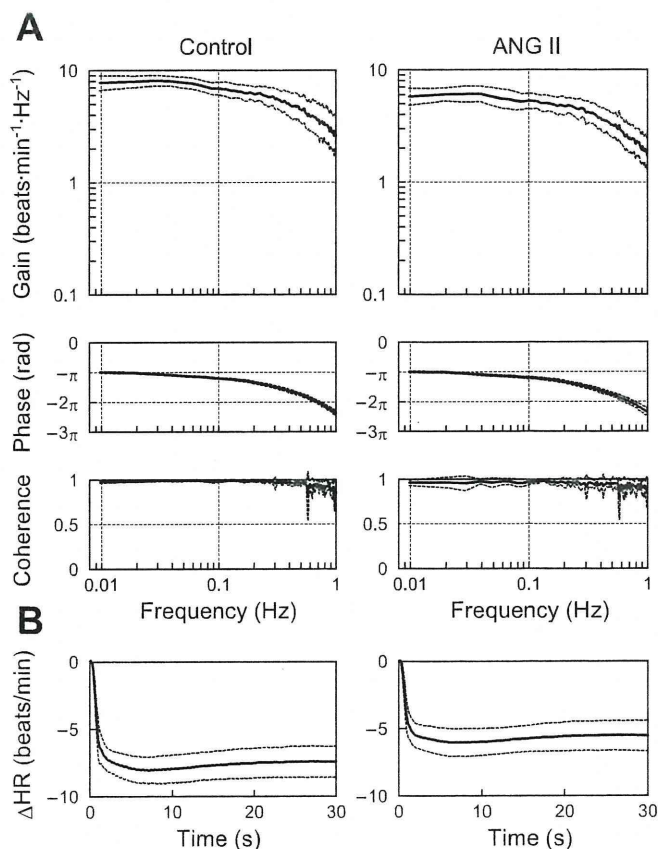 A
Control
ANG II
Gain (beats·min⁻¹·Hz⁻¹)
10
1
0.1
10
1
0.1
Phase (rad)
0
−π
−2π
−3π
0
−π
−2π
−3π
Coherence
1
0.5
0
1
0.5
0
0.01
0.1
1
0.01
0.1
1
Frequency (Hz)
Frequency (Hz)
B
ΔHR (beats/min)
0
−5
−10
0
−5
−10
0
10
20
30
0
10
20
30
Time (s)
Time (s)